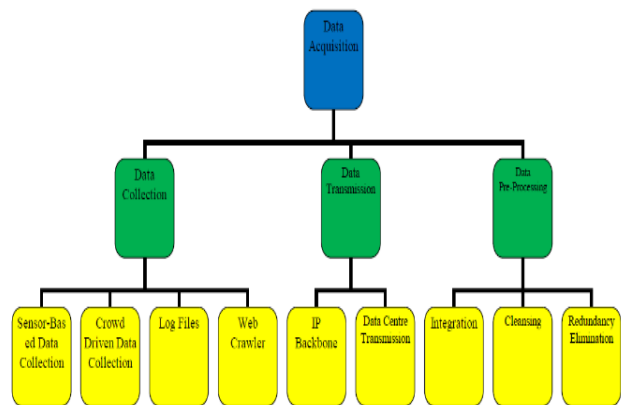 Data
Acquisition
Data
Collection
Data
Transmission
Data
Pre-Processing
Sensor-Bas
ed Data
Collection
Crowd
Driven Data
Collection
Log Files
Web
Crawler
IP
Backbone
Data Centre
Transmission
Integration
Cleansing
Redundancy
Elimination